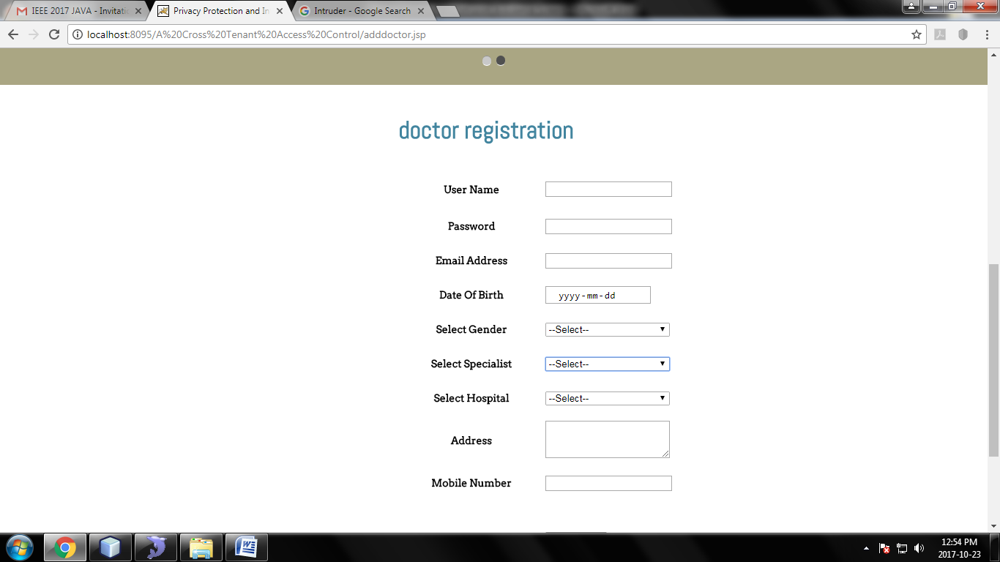 IEEE 2017 JAVA - Invitatio
Privacy Protection and In
Intruder - Google Search
localhost:8095/A%20Cross%20Tenant%20Access%20Control/adddoctor.jsp
doctor registration
User Name
Password
Email Address
Date Of Birth yyyy-mm-dd
Select Gender --Select--
Select Specialist --Select--
Select Hospital --Select--
Address
Mobile Number
12:54 PM
2017-10-23